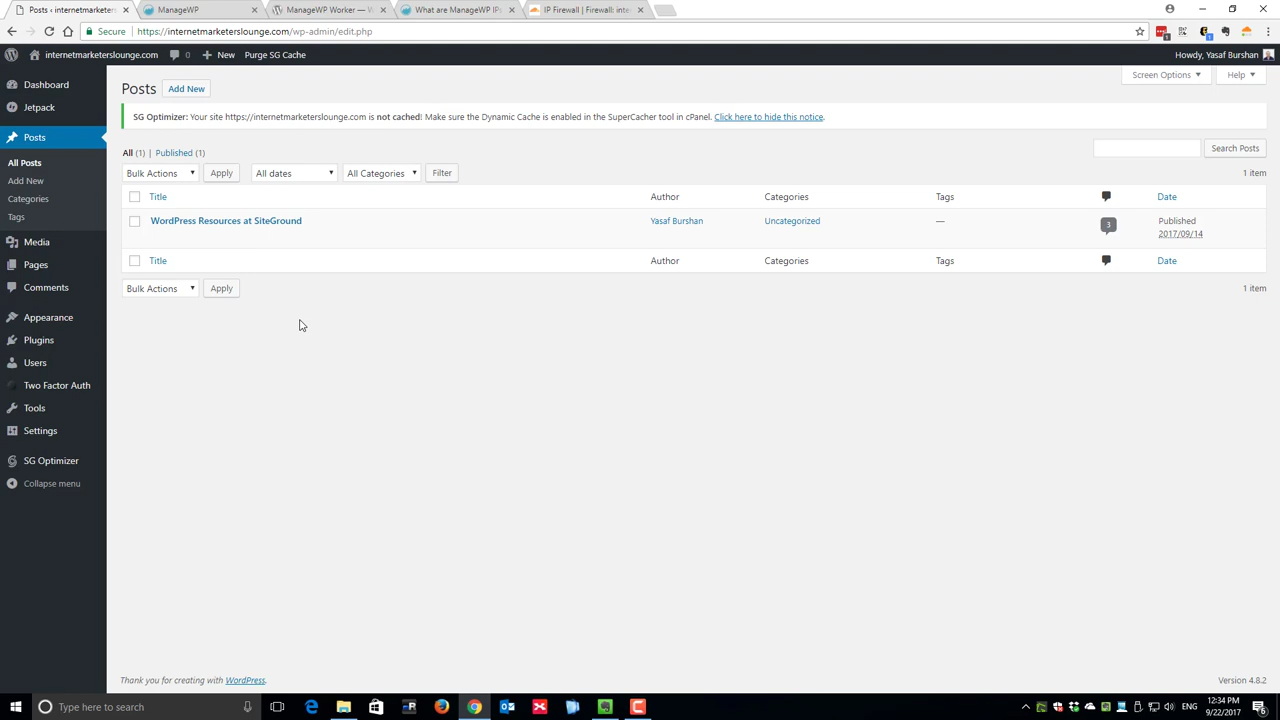 Posts ‹ internetmarketers
ManageWP
ManageWP Worker — W
What are ManageWP IPs
IP Firewall | Firewall: inte
Secure
https://internetmarketerslounge.com/wp-admin/edit.php
internetmarketerslounge.com
0
New
Purge SG Cache
Howdy, Yasaf Burshan
Dashboard
Jetpack
Posts
All Posts
Add New
Categories
Tags
Media
Pages
Comments
Appearance
Plugins
Users
Two Factor Auth
Tools
Settings
SG Optimizer
Collapse menu
Posts
Add New
Screen Options
Help
SG Optimizer: Your site https://internetmarketerslounge.com is not cached! Make sure the Dynamic Cache is enabled in the SuperCacher tool in cPanel. Click here to hide this notice.
All (1) | Published (1)
Search Posts
Bulk Actions
Apply
All dates
All Categories
Filter
1 item
Title
Author
Categories
Tags
Date
WordPress Resources at SiteGround
Yasaf Burshan
Uncategorized
—
3
Published
2017/09/14
Title
Author
Categories
Tags
Date
Bulk Actions
Apply
1 item
Thank you for creating with WordPress.
Version 4.8.2
Type here to search
ENG
12:34 PM
9/22/2017